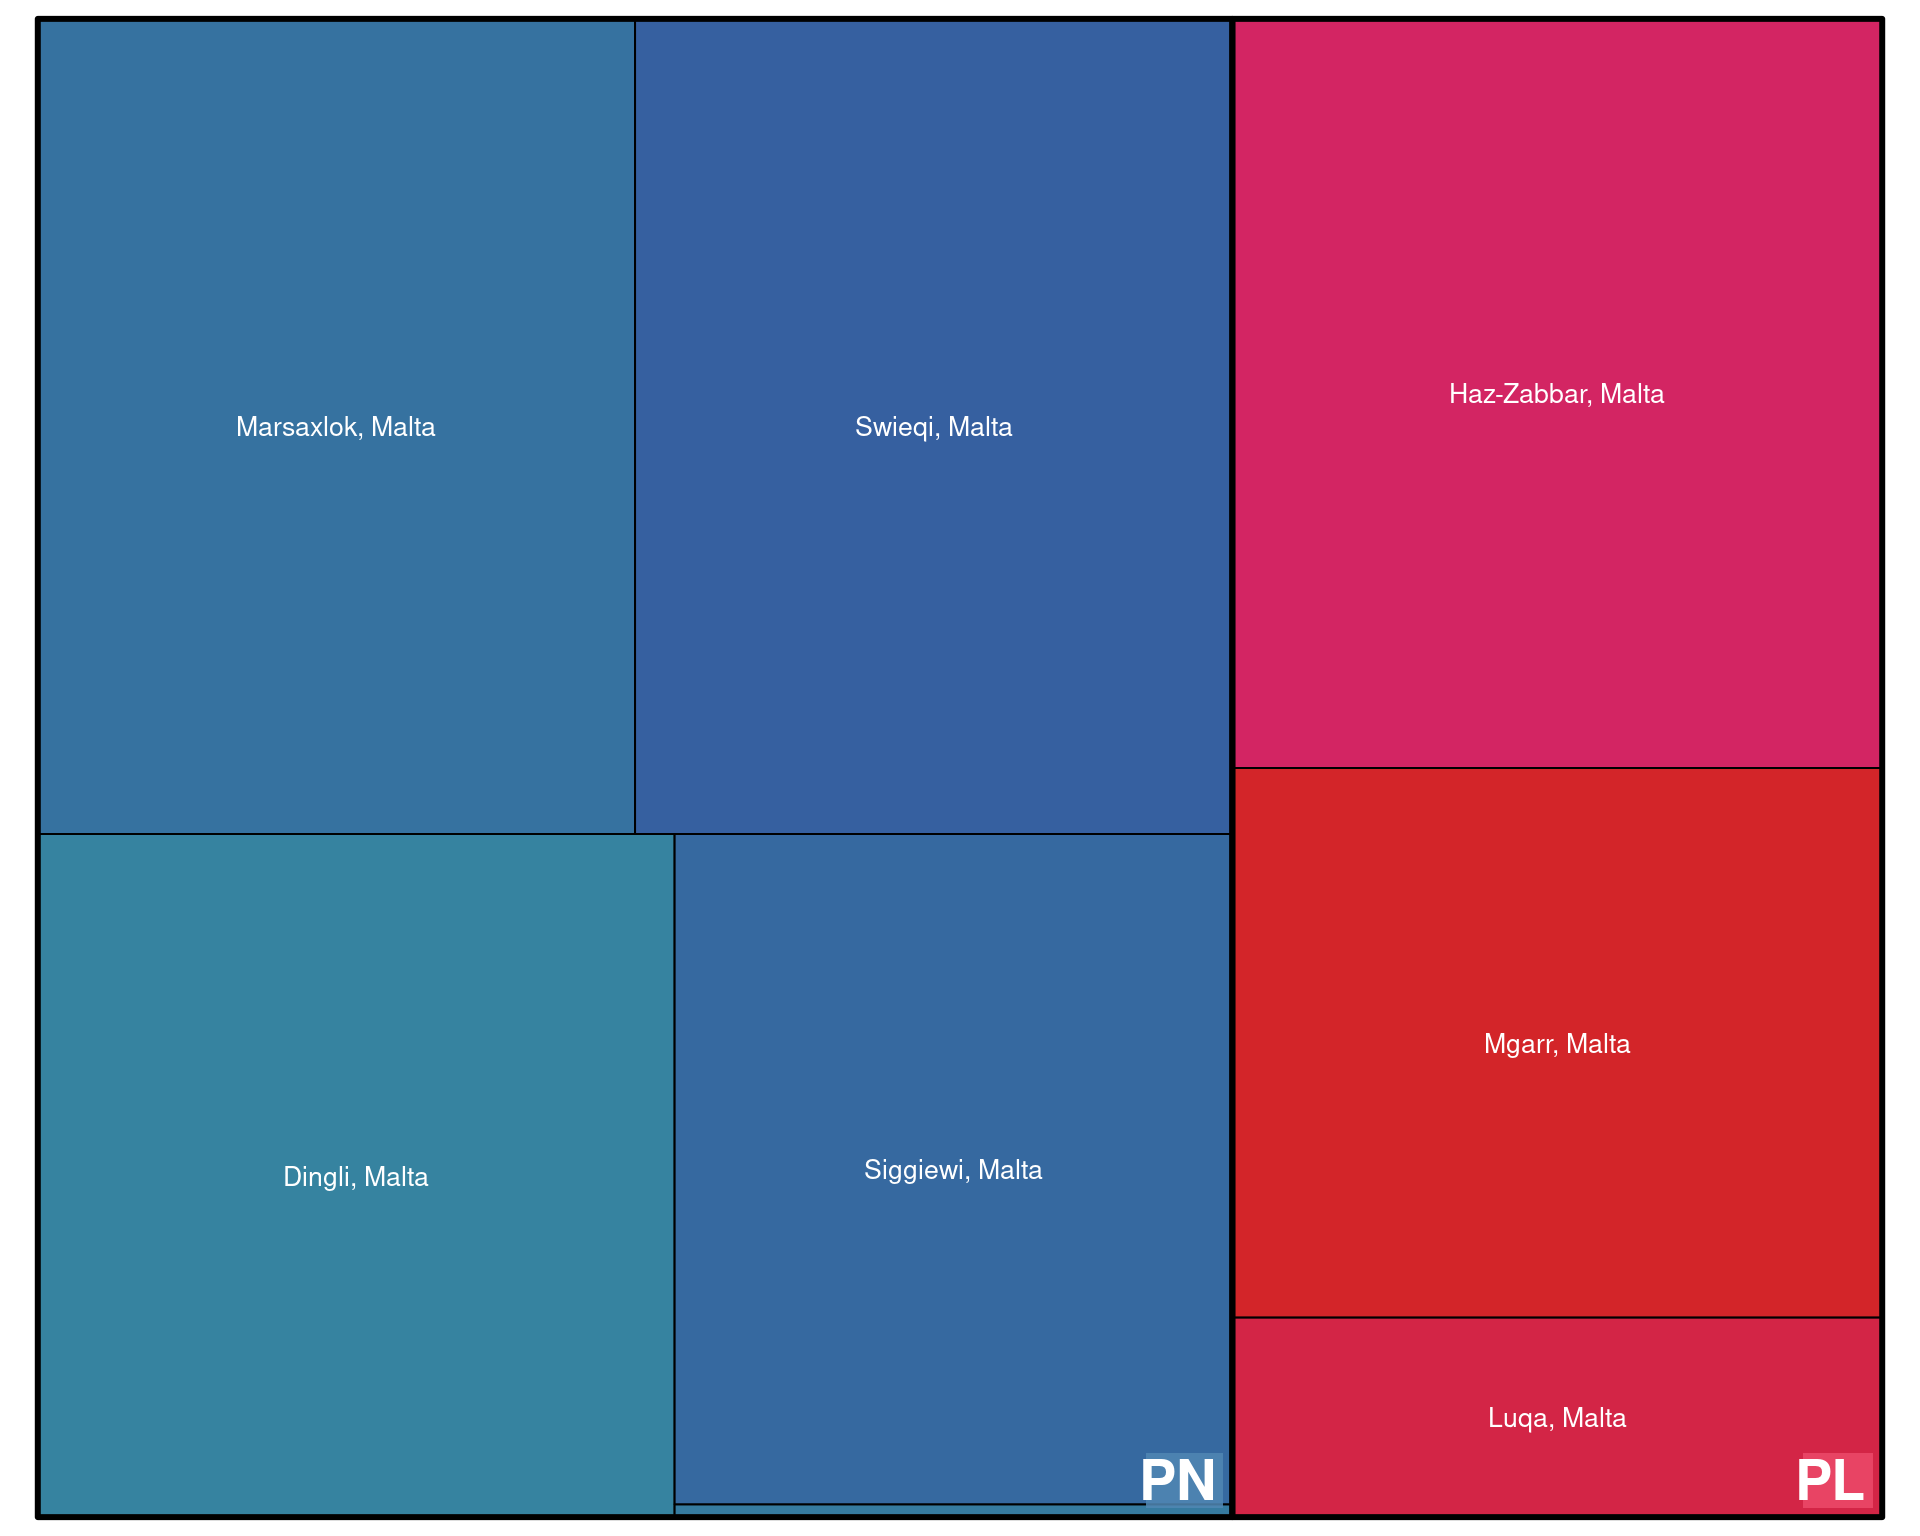 Marsaxlok, Malta
Swieqi, Malta
Haz-Zabbar, Malta
Mgarr, Malta
Dingli, Malta
Siggiewi, Malta
Luqa, Malta
PN
PL